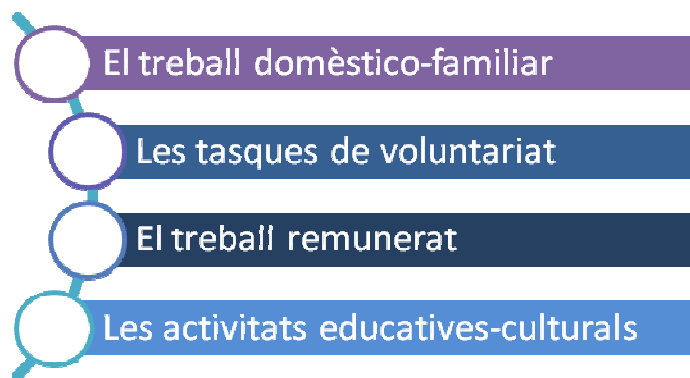 El treball domèstico-familiar
Les tasques de voluntariat
El treball remunerat
Les activitats educatives-culturals